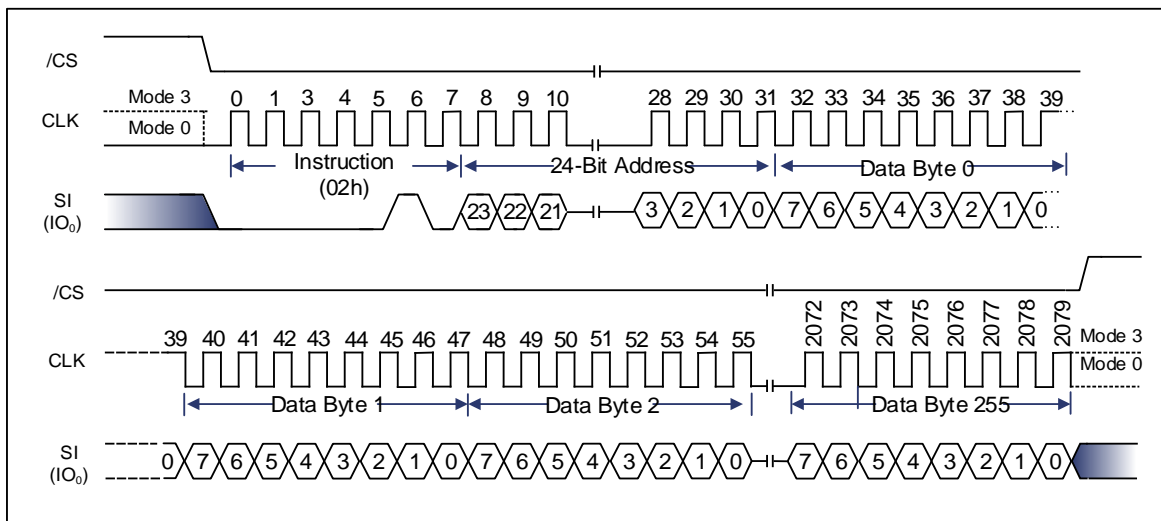 /CS
0 1 3 4 5 6 7 8 9 10 28 29 30 31 32 33 34 35 36 37 38 39
Mode 3
CLK
Mode 0
Instruction
(02h)
24-Bit Address
Data Byte 0
SI
(IO₀)
23 22 21 3 2 1 0 7 6 5 4 3 2 1 0
/CS
39 40 41 42 43 44 45 46 47 48 49 50 51 52 53 54 55 2072 2073 2074 2075 2076 2077 2078 2079
CLK
Mode 3
Mode 0
Data Byte 1
Data Byte 2
Data Byte 255
SI
(IO₀)
0 7 6 5 4 3 2 1 0 7 6 5 4 3 2 1 0 7 6 5 4 3 2 1 0